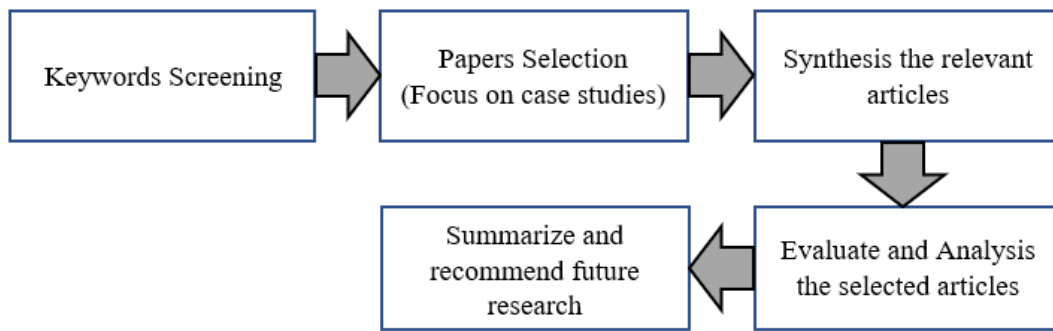 Keywords Screening
Papers Selection
(Focus on case studies)
Synthesis the relevant
articles
Evaluate and Analysis
the selected articles
Summarize and
recommend future
research